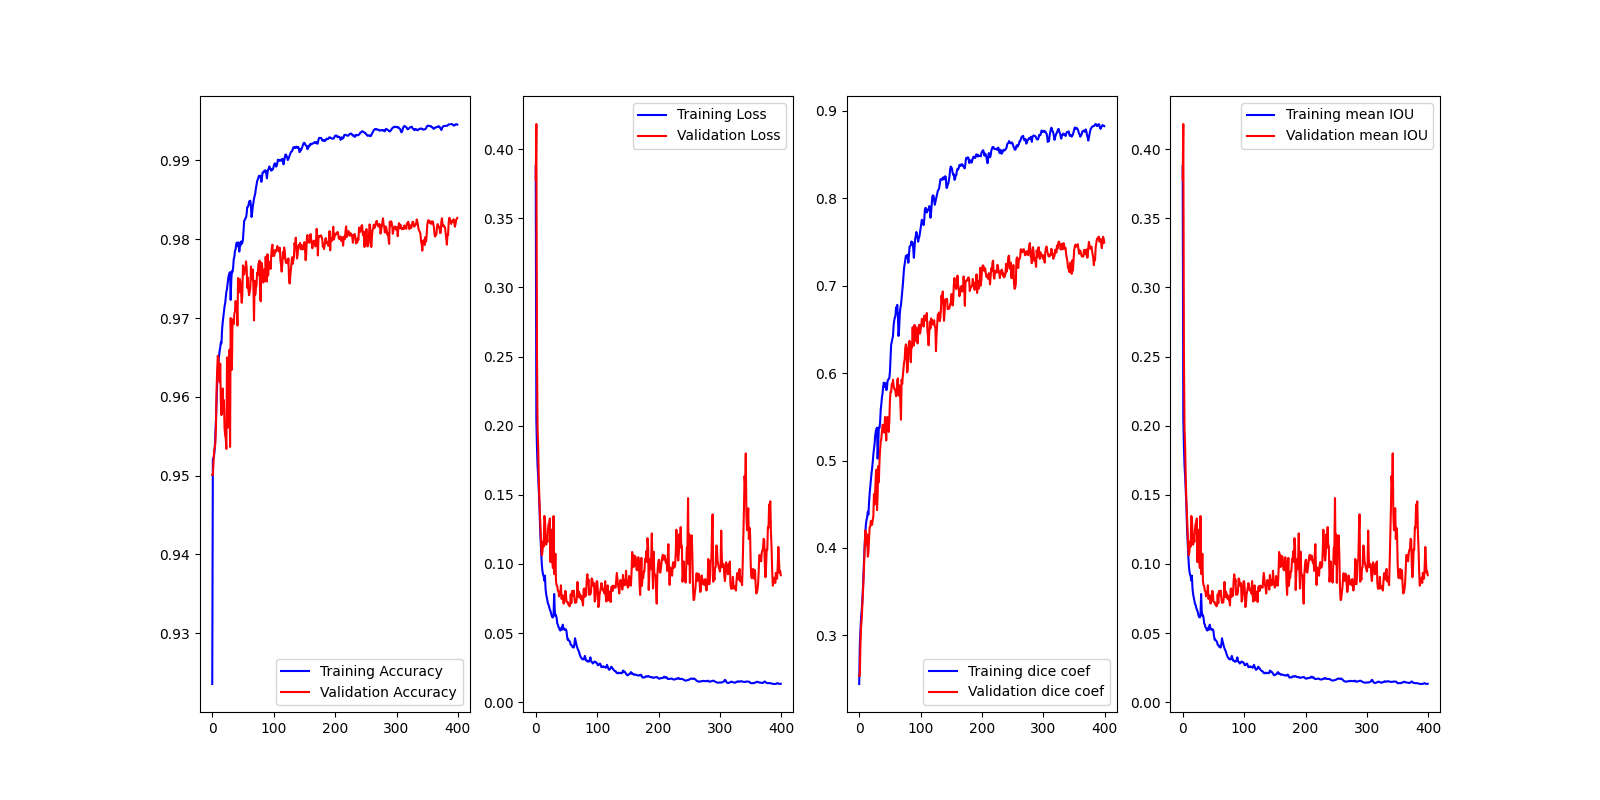 0.99
0.98
0.97
0.96
0.95
0.94
0.93
0 100 200 300 400
Training Accuracy
Validation Accuracy
0.40
0.35
0.30
0.25
0.20
0.15
0.10
0.05
0.00
0 100 200 300 400
Training Loss
Validation Loss
0.9
0.8
0.7
0.6
0.5
0.4
0.3
0 100 200 300 400
Training dice coef
Validation dice coef
0.40
0.35
0.30
0.25
0.20
0.15
0.10
0.05
0.00
0 100 200 300 400
Training mean IOU
Validation mean IOU